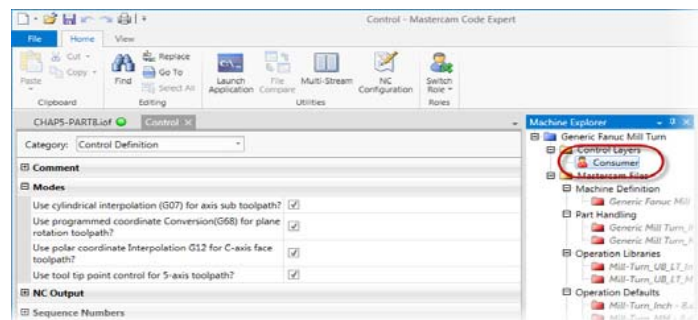 Control - Mastercam Code Expert
File Home View
Paste
Cut
Copy
Find
Replace
Go To
Select All
Launch Application
File Compare
Multi-Stream
NC Configuration
Switch Role
Clipboard Editing Utilities Roles
CHAP5-PART8.iof Control
Category: Control Definition
Comment
Modes
Use cylindrical interpolation (G07) for axis sub toolpath?
Use programmed coordinate Conversion(G68) for plane rotation toolpath?
Use polar coordinate Interpolation G12 for C-axis face toolpath?
Use tool tip point control for 5-axis toolpath?
NC Output
Sequence Numbers
Machine Explorer
Generic Fanuc Mill Turn
Control Layers
Consumer
Mastercam Files
Machine Definition
Generic Fanuc Mill
Part Handling
Generic Mill Turn_
Generic Mill Turn_
Operation Libraries
Mill-Turn_UB_LT_In
Mill-Turn_UB_LT_M
Operation Defaults
Mill-Turn_Inch -
Mill-Turn_MM -